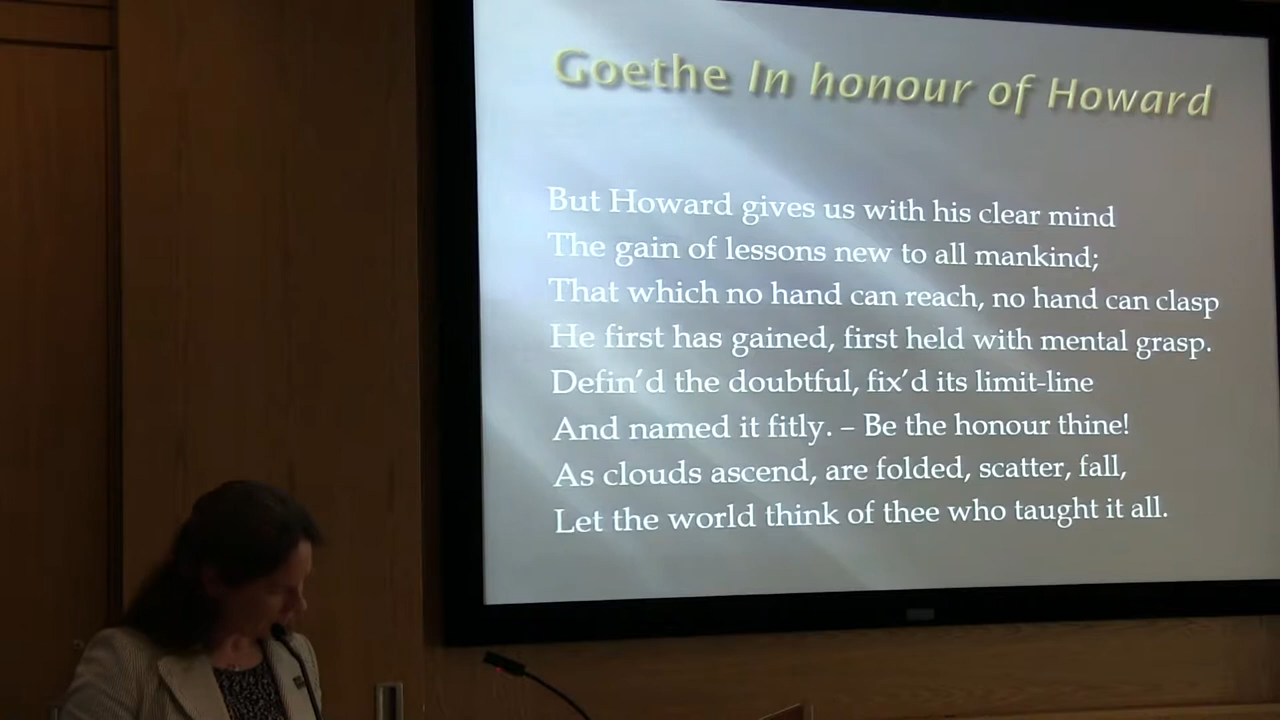 Goethe In honour of Howard
But Howard gives us with his clear mind
The gain of lessons new to all mankind;
That which no hand can reach, no hand can clasp
He first has gained, first held with mental grasp.
Defin’d the doubtful, fix’d its limit-line
And named it fitly. – Be the honour thine!
As clouds ascend, are folded, scatter, fall,
Let the world think of thee who taught it all.